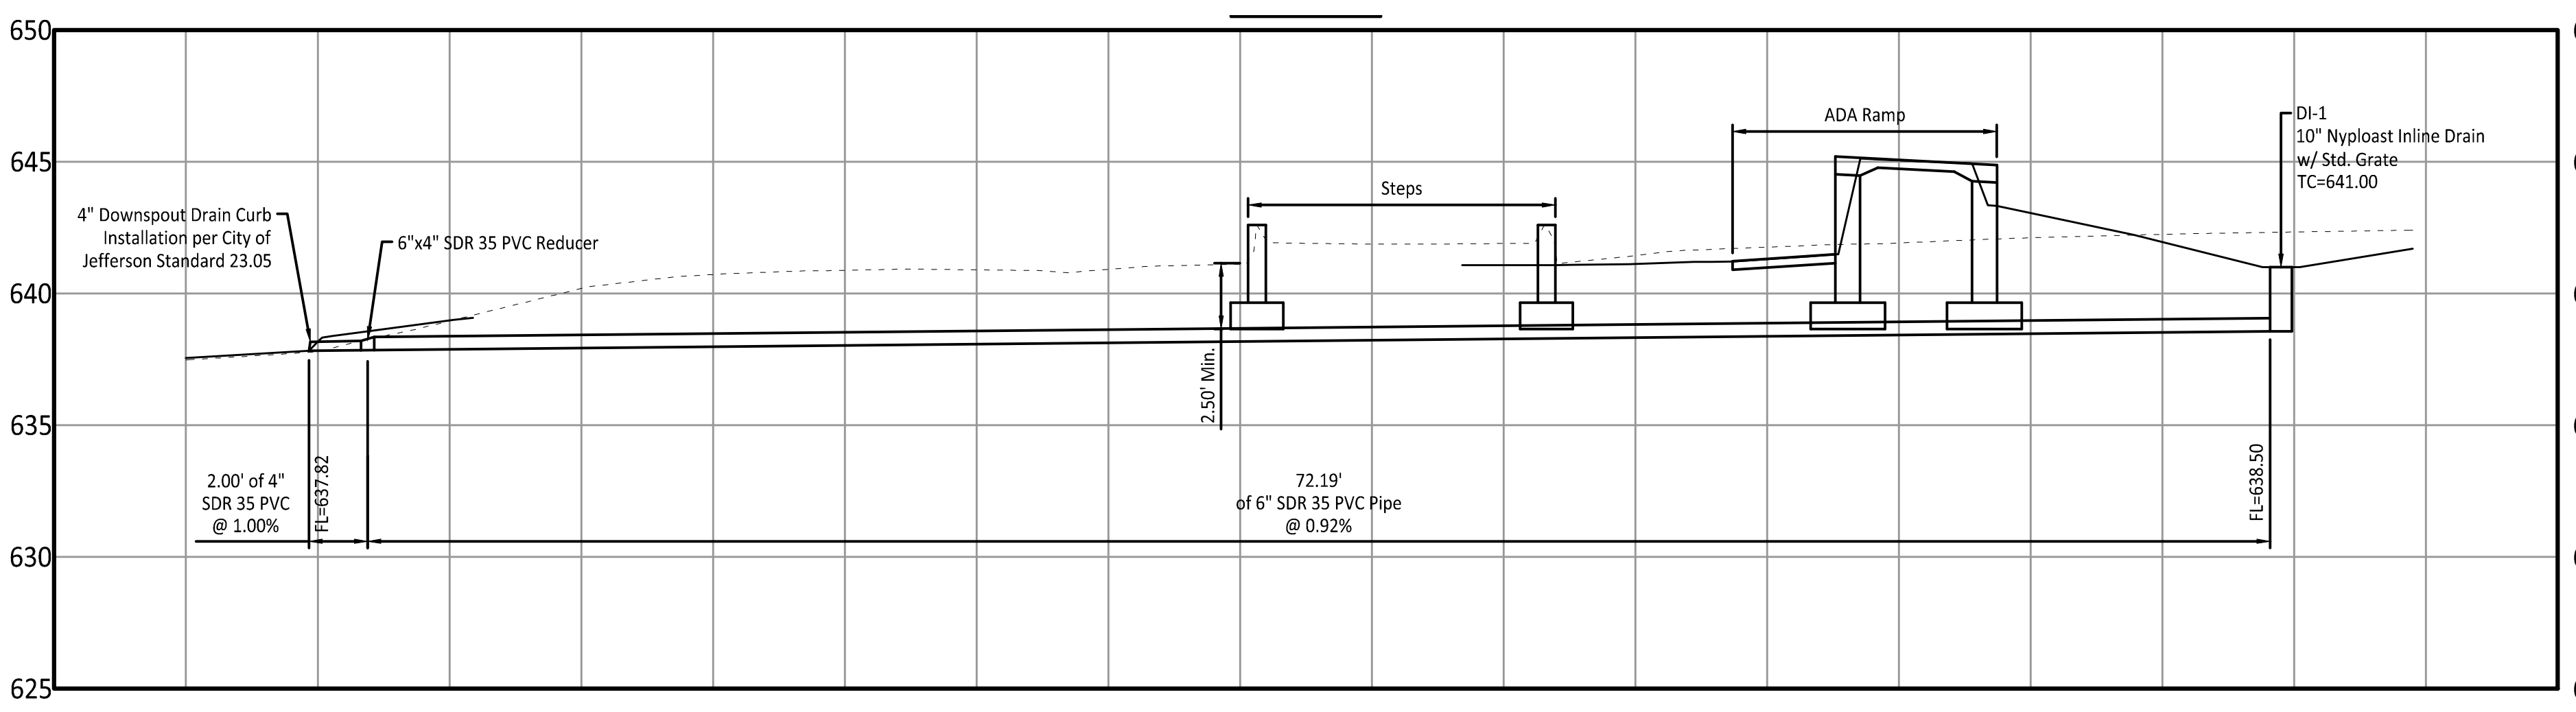 650
645
640
635
630
625
4" Downspout Drain Curb
Installation per City of
Jefferson Standard 23.05
6"x4" SDR 35 PVC Reducer
Steps
ADA Ramp
DI-1
10" Nyploast Inline Drain
w/ Std. Grate
TC=641.00
2.50' Min.
2.00' of 4"
SDR 35 PVC
@ 1.00%
FL=637.82
72.19'
of 6" SDR 35 PVC Pipe
@ 0.92%
FL=638.50